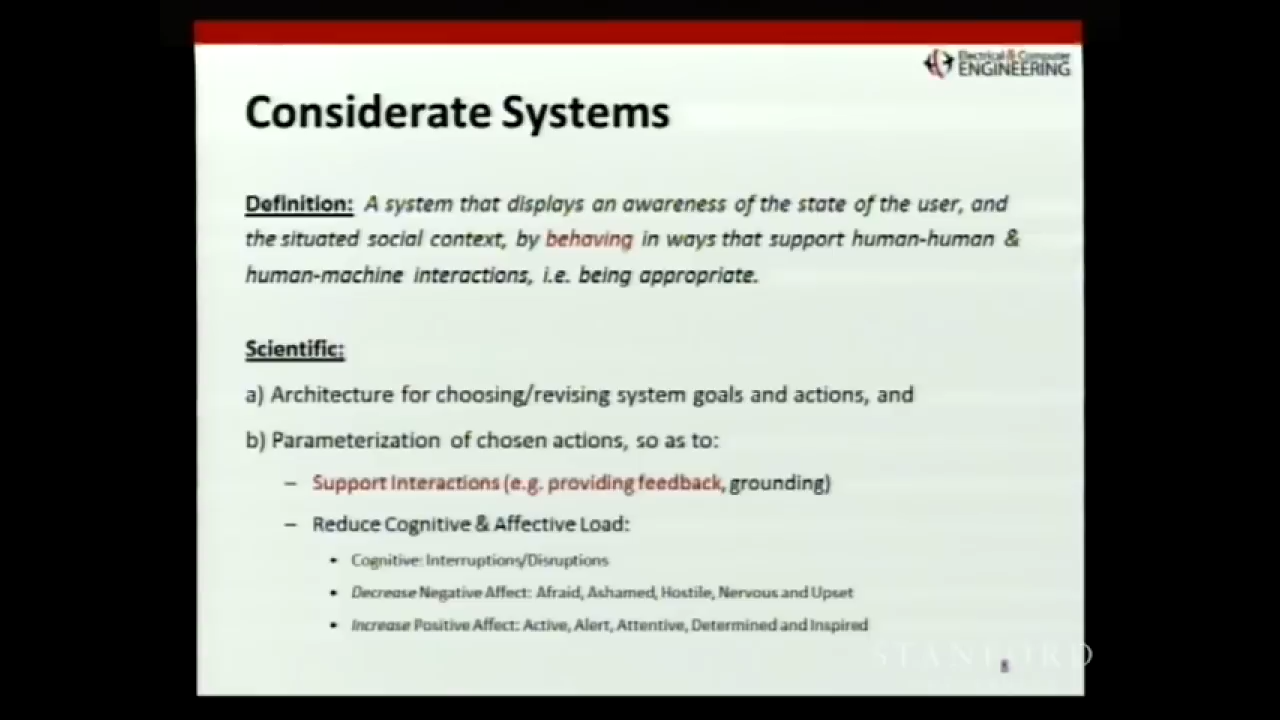 Electrical & Computer
ENGINEERING
Considerate Systems
Definition: A system that displays an awareness of the state of the user, and
the situated social context, by behaving in ways that support human-human &
human-machine interactions, i.e. being appropriate.
Scientific:
a) Architecture for choosing/revising system goals and actions, and
b) Parameterization of chosen actions, so as to:
– Support Interactions (e.g. providing feedback, grounding)
– Reduce Cognitive & Affective Load:
• Cognitive: Interruptions/Disruptions
• Decrease Negative Affect: Afraid, Ashamed, Hostile, Nervous and Upset
• Increase Positive Affect: Active, Alert, Attentive, Determined and Inspired
STANFORD
8